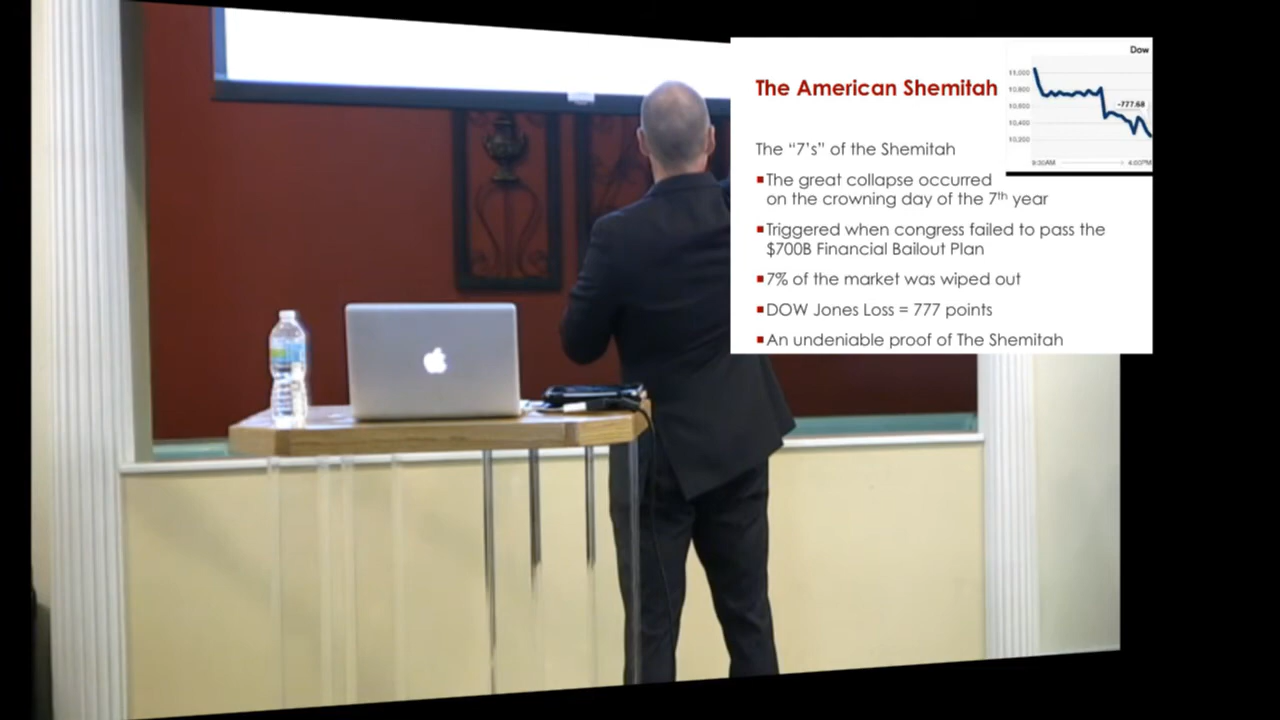 The American Shemitah
Dow
11,000
10,800
10,600
10,400
10,200
-777.68
9:30AM
4:00PM
The “7’s” of the Shemitah
▪The great collapse occurred
on the crowning day of the 7th year
▪Triggered when congress failed to pass the
$700B Financial Bailout Plan
▪7% of the market was wiped out
▪DOW Jones Loss = 777 points
▪An undeniable proof of The Shemitah